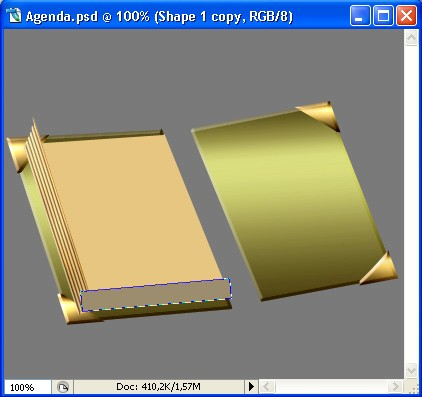 Agenda.psd @ 100% (Shape 1 copy, RGB/8)
100%
Doc: 410,2K/1,57M